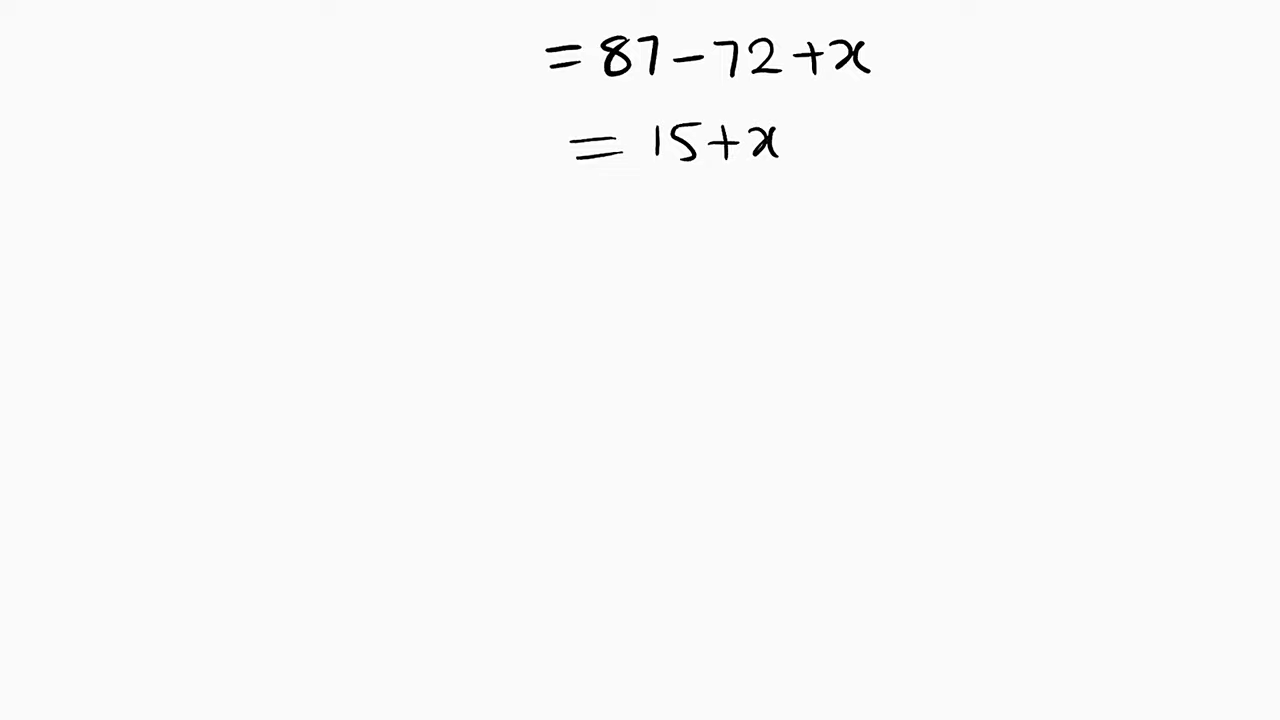 = 87 - 72 + x
= 15 + x